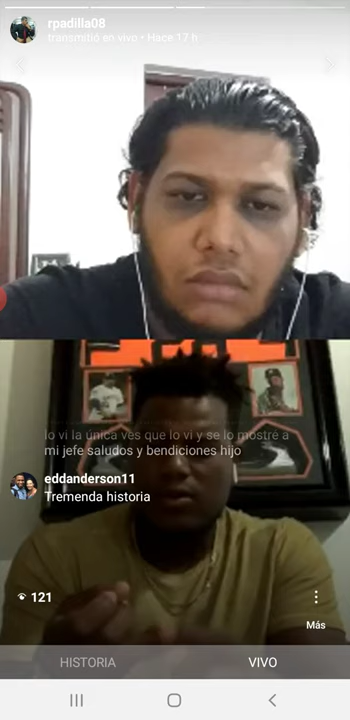 rpadilla08
transmitió en vivo • Hace 17 h
lo vi la única ves que lo vi y se lo mostré a
mi jefe saludos y bendiciones hijo
eddanderson11
Tremenda historia
121
Más
HISTORIA
VIVO